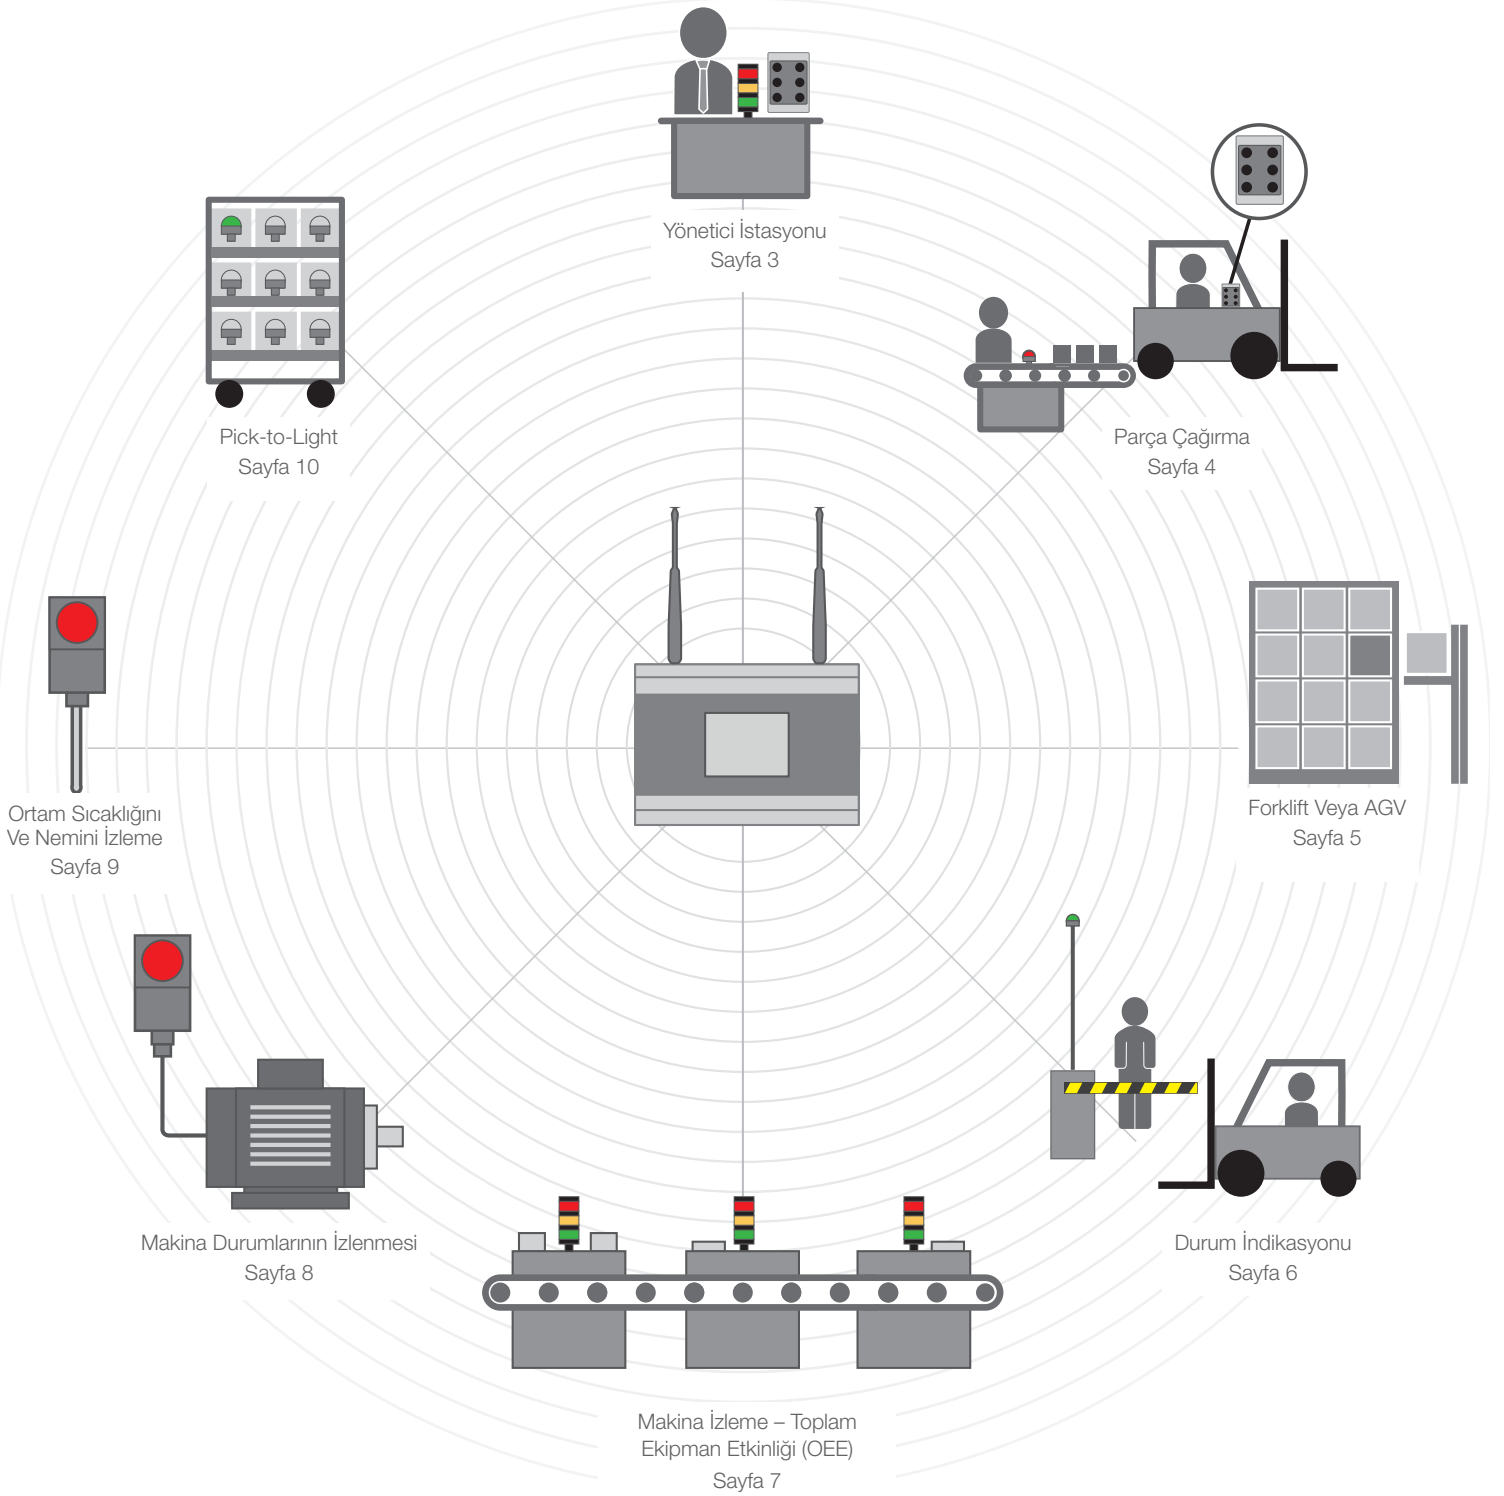 Yönetici İstasyonu
Sayfa 3
Parça Çağırma
Sayfa 4
Forklift Veya AGV
Sayfa 5
Durum İndikasyonu
Sayfa 6
Makina İzleme – Toplam
Ekipman Etkinliği (OEE)
Sayfa 7
Makina Durumlarının İzlenmesi
Sayfa 8
Ortam Sıcaklığını
Ve Nemini İzleme
Sayfa 9
Pick-to-Light
Sayfa 10